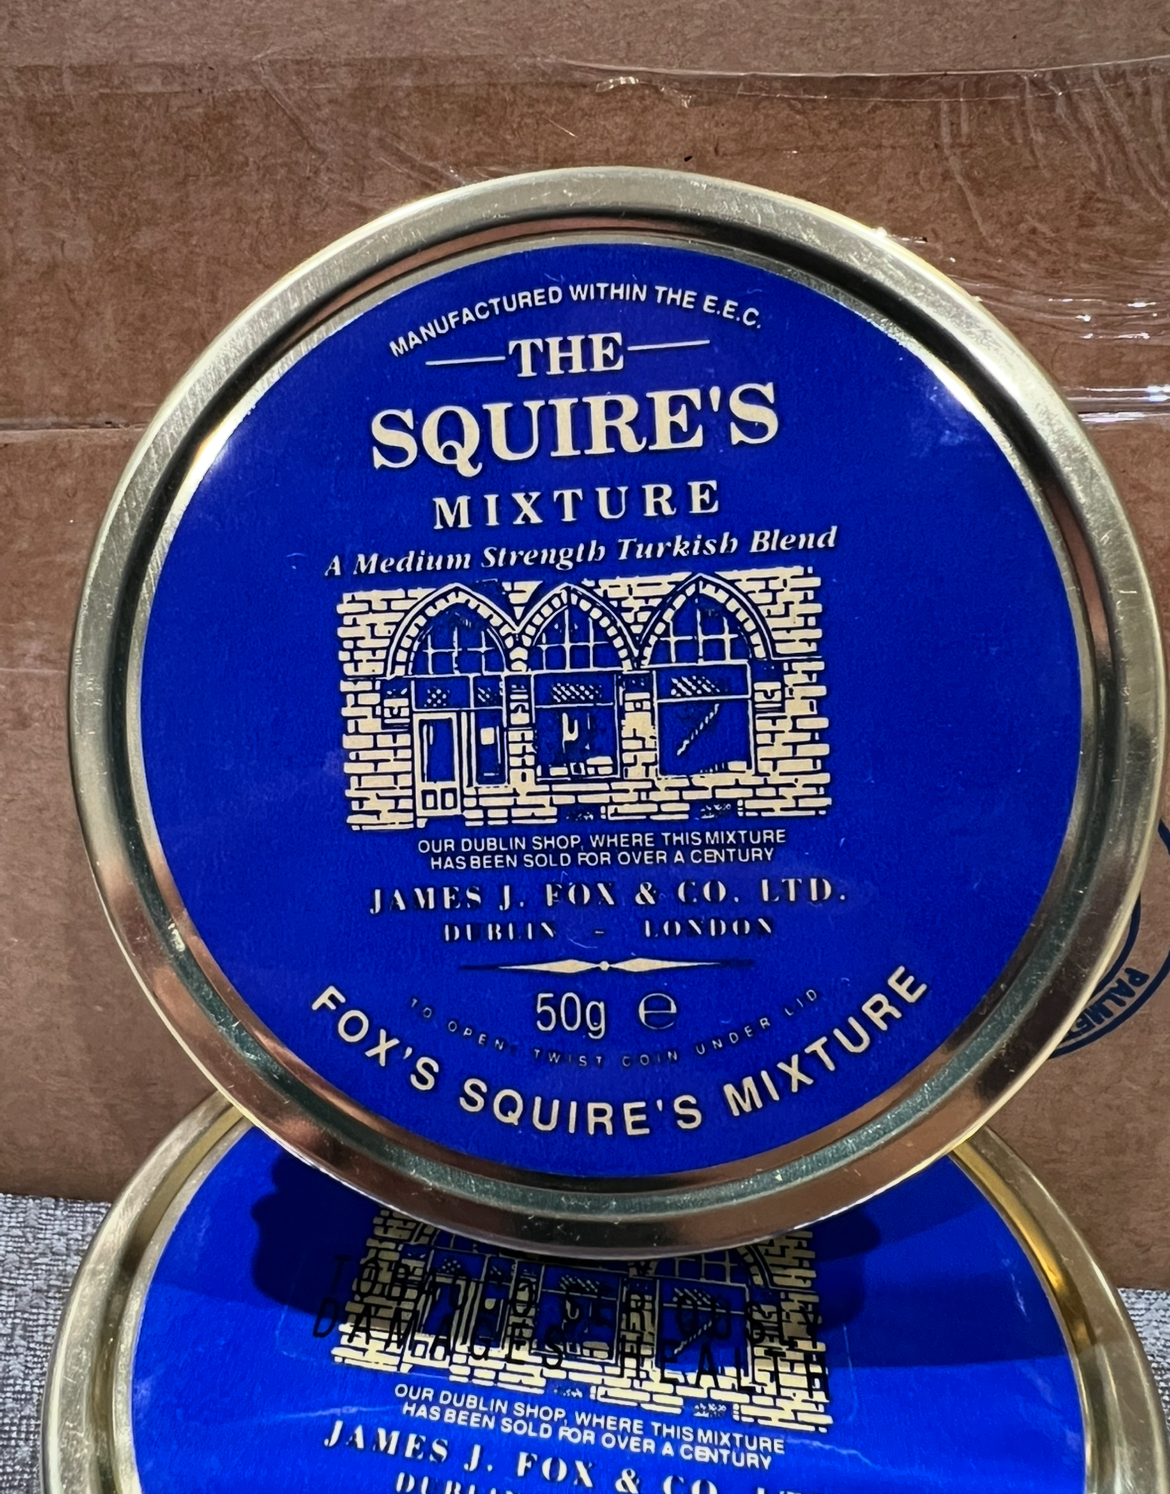 MANUFACTURED WITHIN THE E.E.C.
THE
SQUIRE'S
MIXTURE
A Medium Strength Turkish Blend
OUR DUBLIN SHOP, WHERE THIS MIXTURE
HAS BEEN SOLD FOR OVER A CENTURY
JAMES J. FOX & CO. LTD.
DUBLIN - LONDON
50g ℮
TO OPEN: TWIST COIN UNDER LID
FOX'S SQUIRE'S MIXTURE
TOBACCO SERIOUSLY
DAMAGES HEALTH
OUR DUBLIN SHOP, WHERE THIS MIXTURE
HAS BEEN SOLD FOR OVER A CENTURY
JAMES J. FOX & CO. LT
DUBLIN